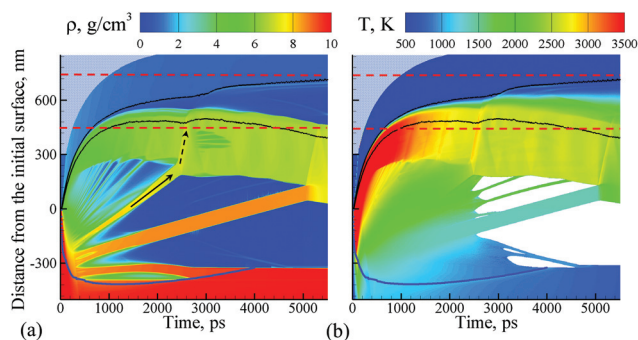 ρ, g/cm³ 0 2 4 6 8 10
T, K 500 1000 1500 2000 2500 3500
Distance from the initial surface, nm
600
300
0
-300
0 1000 2000 3000 4000 5000
0 1000 2000 3000 4000 5000
(a) Time, ps (b) Time, ps